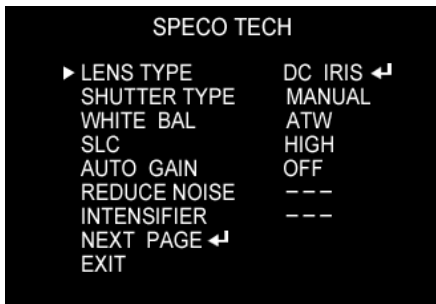 SPECO TECH
► LENS TYPE DC IRIS ↵
SHUTTER TYPE MANUAL
WHITE BAL ATW
SLC HIGH
AUTO GAIN OFF
REDUCE NOISE – – –
INTENSIFIER – – –
NEXT PAGE ↵
EXIT